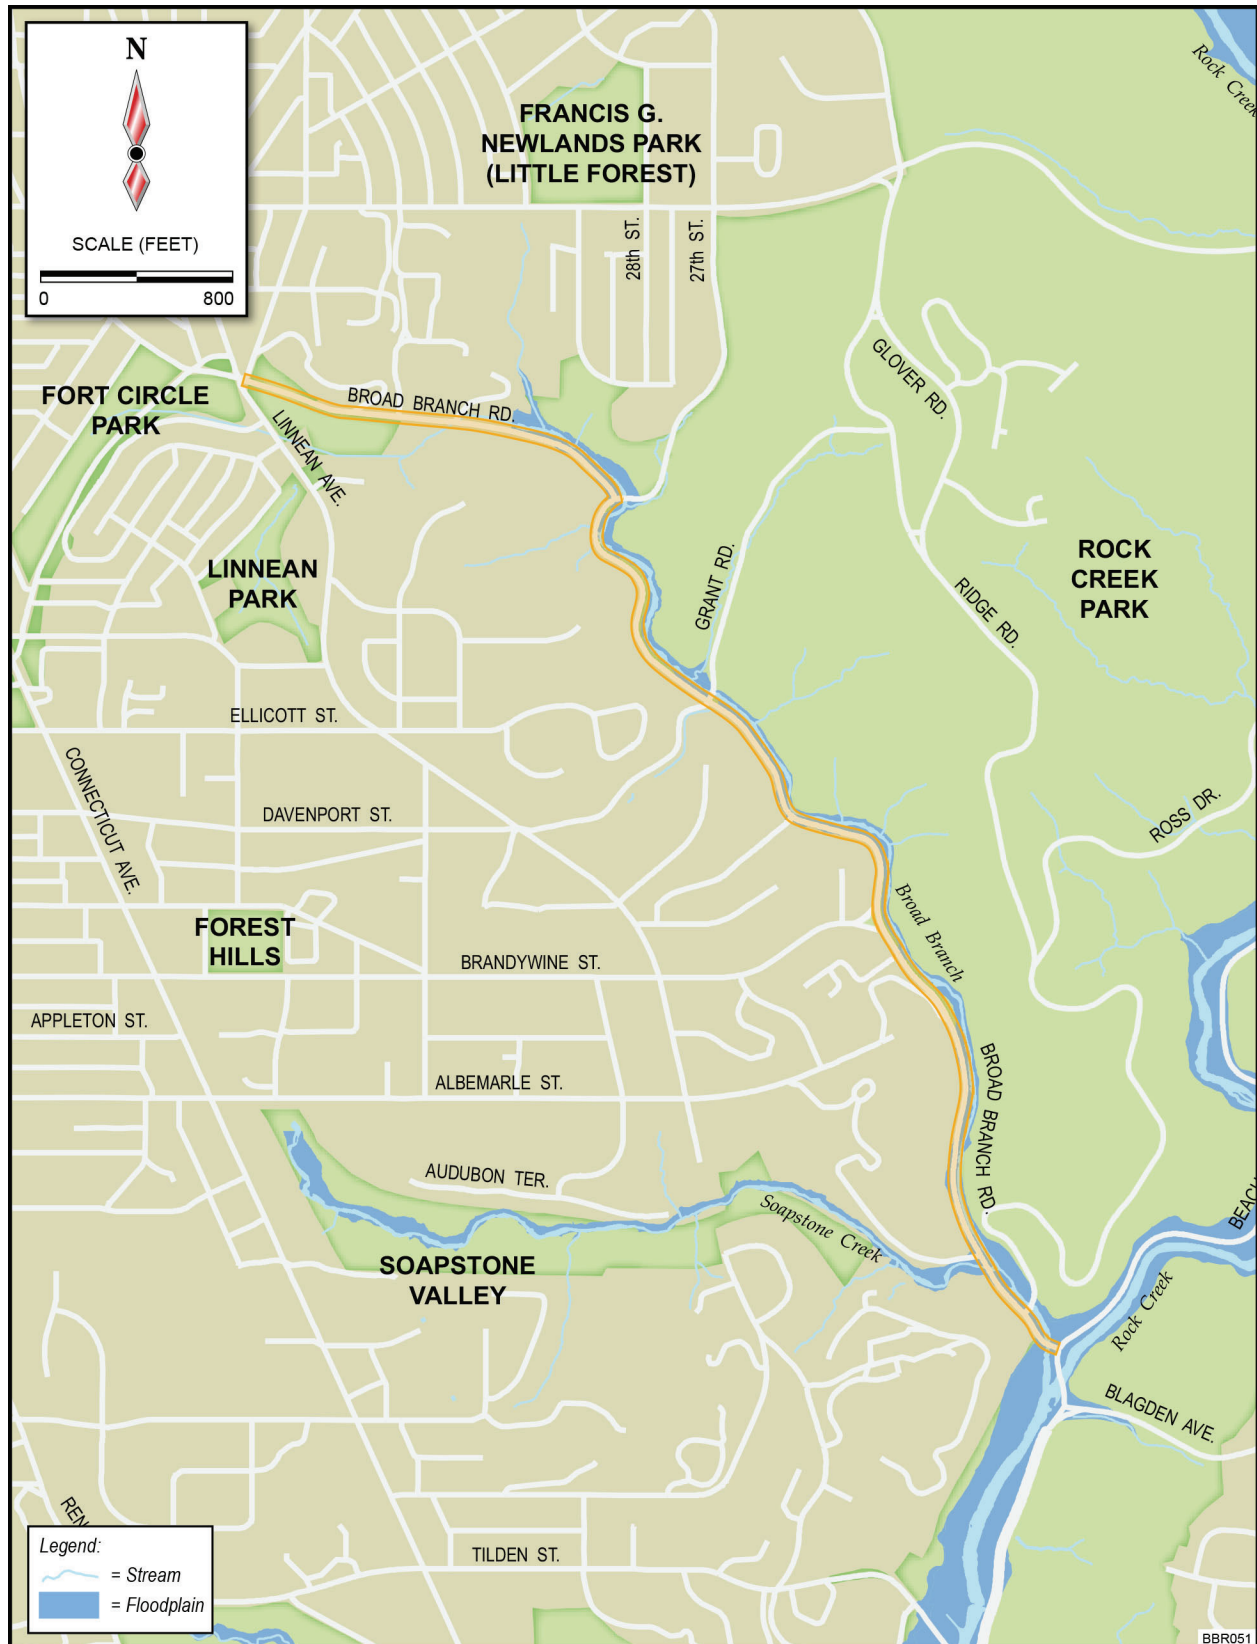 N
SCALE (FEET)
0 800
Rock Creek
FRANCIS G.
NEWLANDS PARK
(LITTLE FOREST)
28th ST.
27th ST.
GLOVER RD.
FORT CIRCLE
PARK
BROAD BRANCH RD.
LINNEAN AVE.
LINNEAN
PARK
GRANT RD.
RIDGE RD.
ROCK
CREEK
PARK
ELLICOTT ST.
CONNECTICUT AVE.
DAVENPORT ST.
ROSS DR.
Broad Branch
FOREST
HILLS
BRANDYWINE ST.
APPLETON ST.
ALBEMARLE ST.
BROAD BRANCH RD.
AUDUBON TER.
Soapstone Creek
BEACH
SOAPSTONE
VALLEY
Rock Creek
BLAGDEN AVE.
REN
TILDEN ST.
Legend:
= Stream
= Floodplain
BBR051